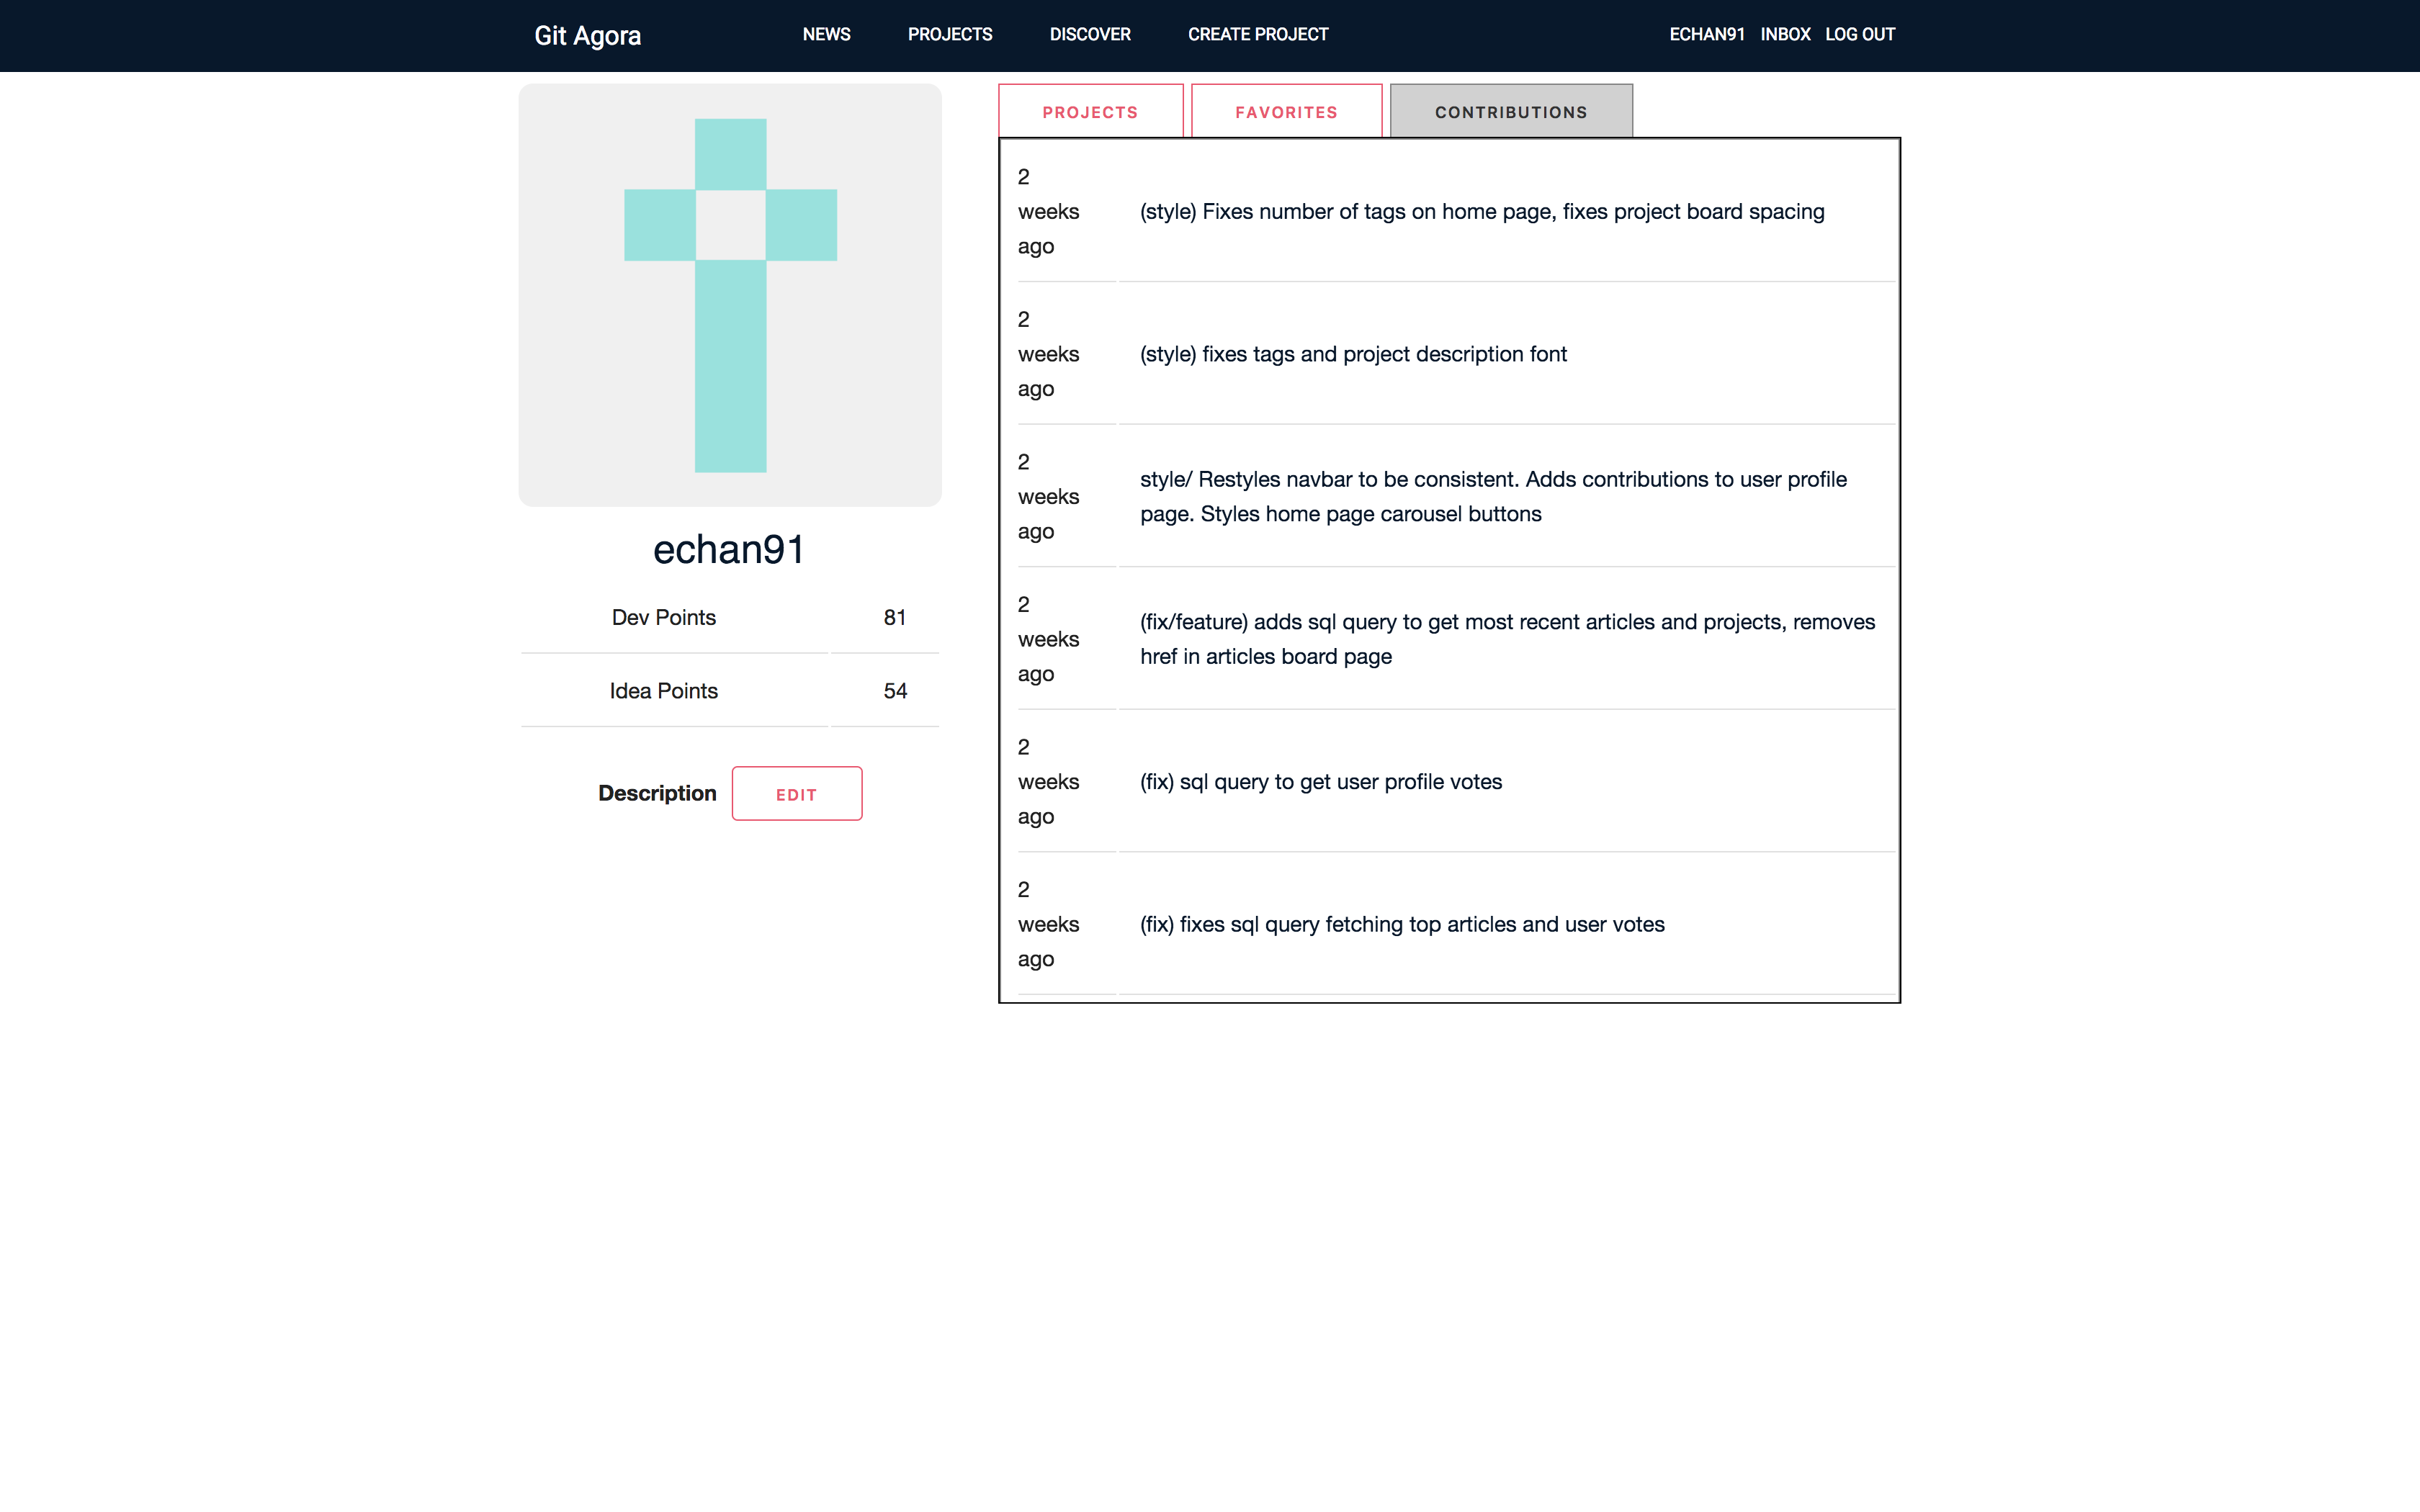 Git Agora NEWS PROJECTS DISCOVER CREATE PROJECT ECHAN91 INBOX LOG OUT
echan91
Dev Points 81
Idea Points 54
Description EDIT
PROJECTS FAVORITES CONTRIBUTIONS
2
weeks
ago
(style) Fixes number of tags on home page, fixes project board spacing
2
weeks
ago
(style) fixes tags and project description font
2
weeks
ago
style/ Restyles navbar to be consistent. Adds contributions to user profile
page. Styles home page carousel buttons
2
weeks
ago
(fix/feature) adds sql query to get most recent articles and projects, removes
href in articles board page
2
weeks
ago
(fix) sql query to get user profile votes
2
weeks
ago
(fix) fixes sql query fetching top articles and user votes